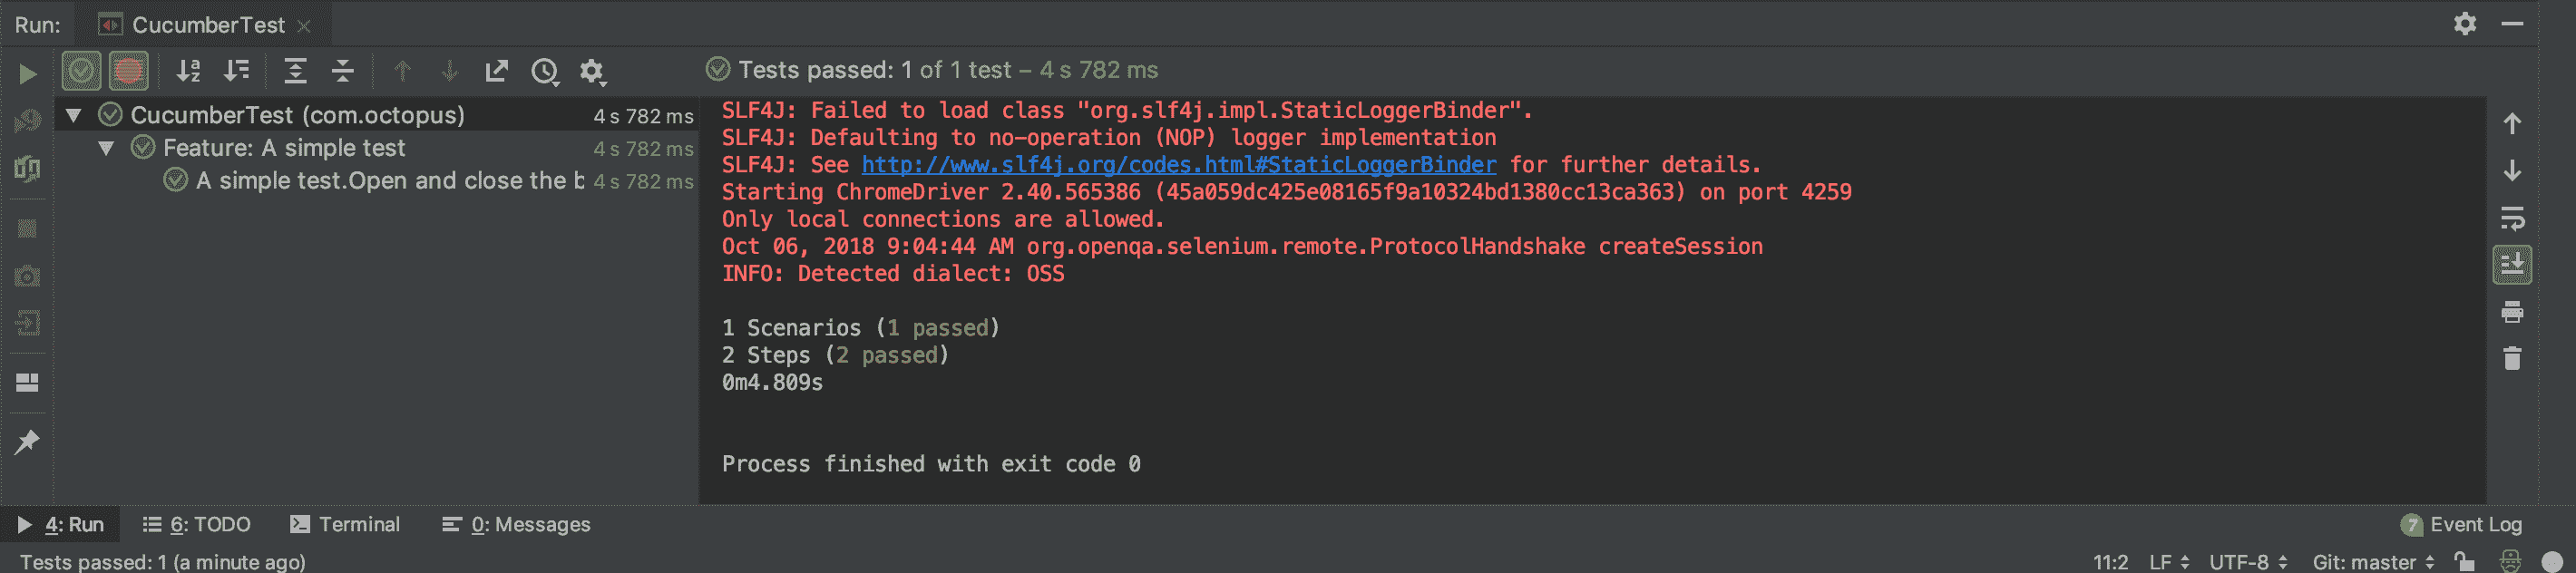 Run: CucumberTest
Tests passed: 1 of 1 test – 4 s 782 ms
CucumberTest (com.octopus) 4 s 782 ms
Feature: A simple test 4 s 782 ms
A simple test.Open and close the b 4 s 782 ms
SLF4J: Failed to load class "org.slf4j.impl.StaticLoggerBinder".
SLF4J: Defaulting to no-operation (NOP) logger implementation
SLF4J: See http://www.slf4j.org/codes.html#StaticLoggerBinder for further details.
Starting ChromeDriver 2.40.565386 (45a059dc425e08165f9a10324bd1380cc13ca363) on port 4259
Only local connections are allowed.
Oct 06, 2018 9:04:44 AM org.openqa.selenium.remote.ProtocolHandshake createSession
INFO: Detected dialect: OSS
1 Scenarios (1 passed)
2 Steps (2 passed)
0m4.809s
Process finished with exit code 0
4: Run 6: TODO Terminal 0: Messages 7 Event Log
Tests passed: 1 (a minute ago) 11:2 LF UTF-8 Git: master